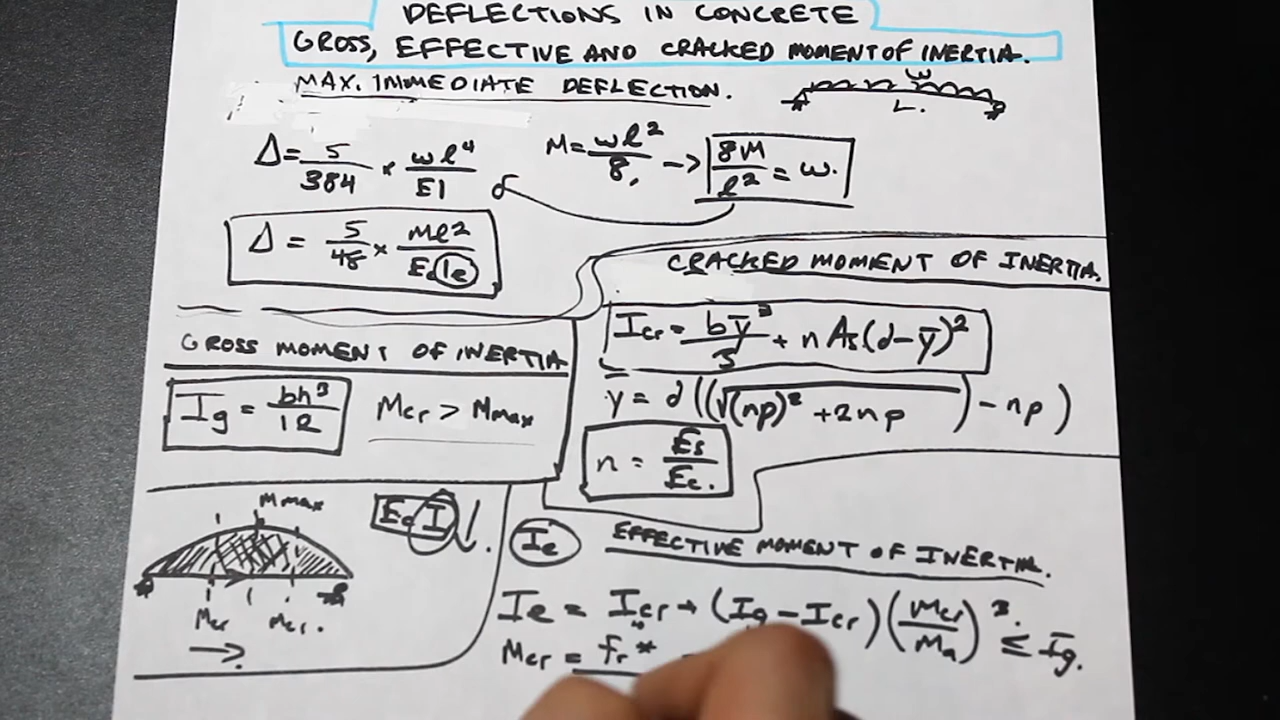 DEFLECTIONS IN CONCRETE
GROSS, EFFECTIVE AND CRACKED MOMENT OF INERTIA.
MAX. IMMEDIATE DEFLECTION.
w
L.
Δ = 5/384 × wl⁴/EI
M = wl²/8. → 8M/l² = w.
Δ = 5/48 × Ml²/EcIe
CRACKED MOMENT OF INERTIA.
Icr = bȳ³/3 + nAs(d-ȳ)²
ȳ = d((√(np)² + 2np) - np)
n = Es/Ec.
GROSS MOMENT OF INERTIA
Ig = bh³/12
Mcr > Mmax
Mmax
Ec I ↓.
Mcr Mcr.
→
Ie EFFECTIVE MOMENT OF INERTIA.
Ie = Icr + (Ig - Icr)(Mcr/Ma)³ ≤ Ig.
Mcr = fr*